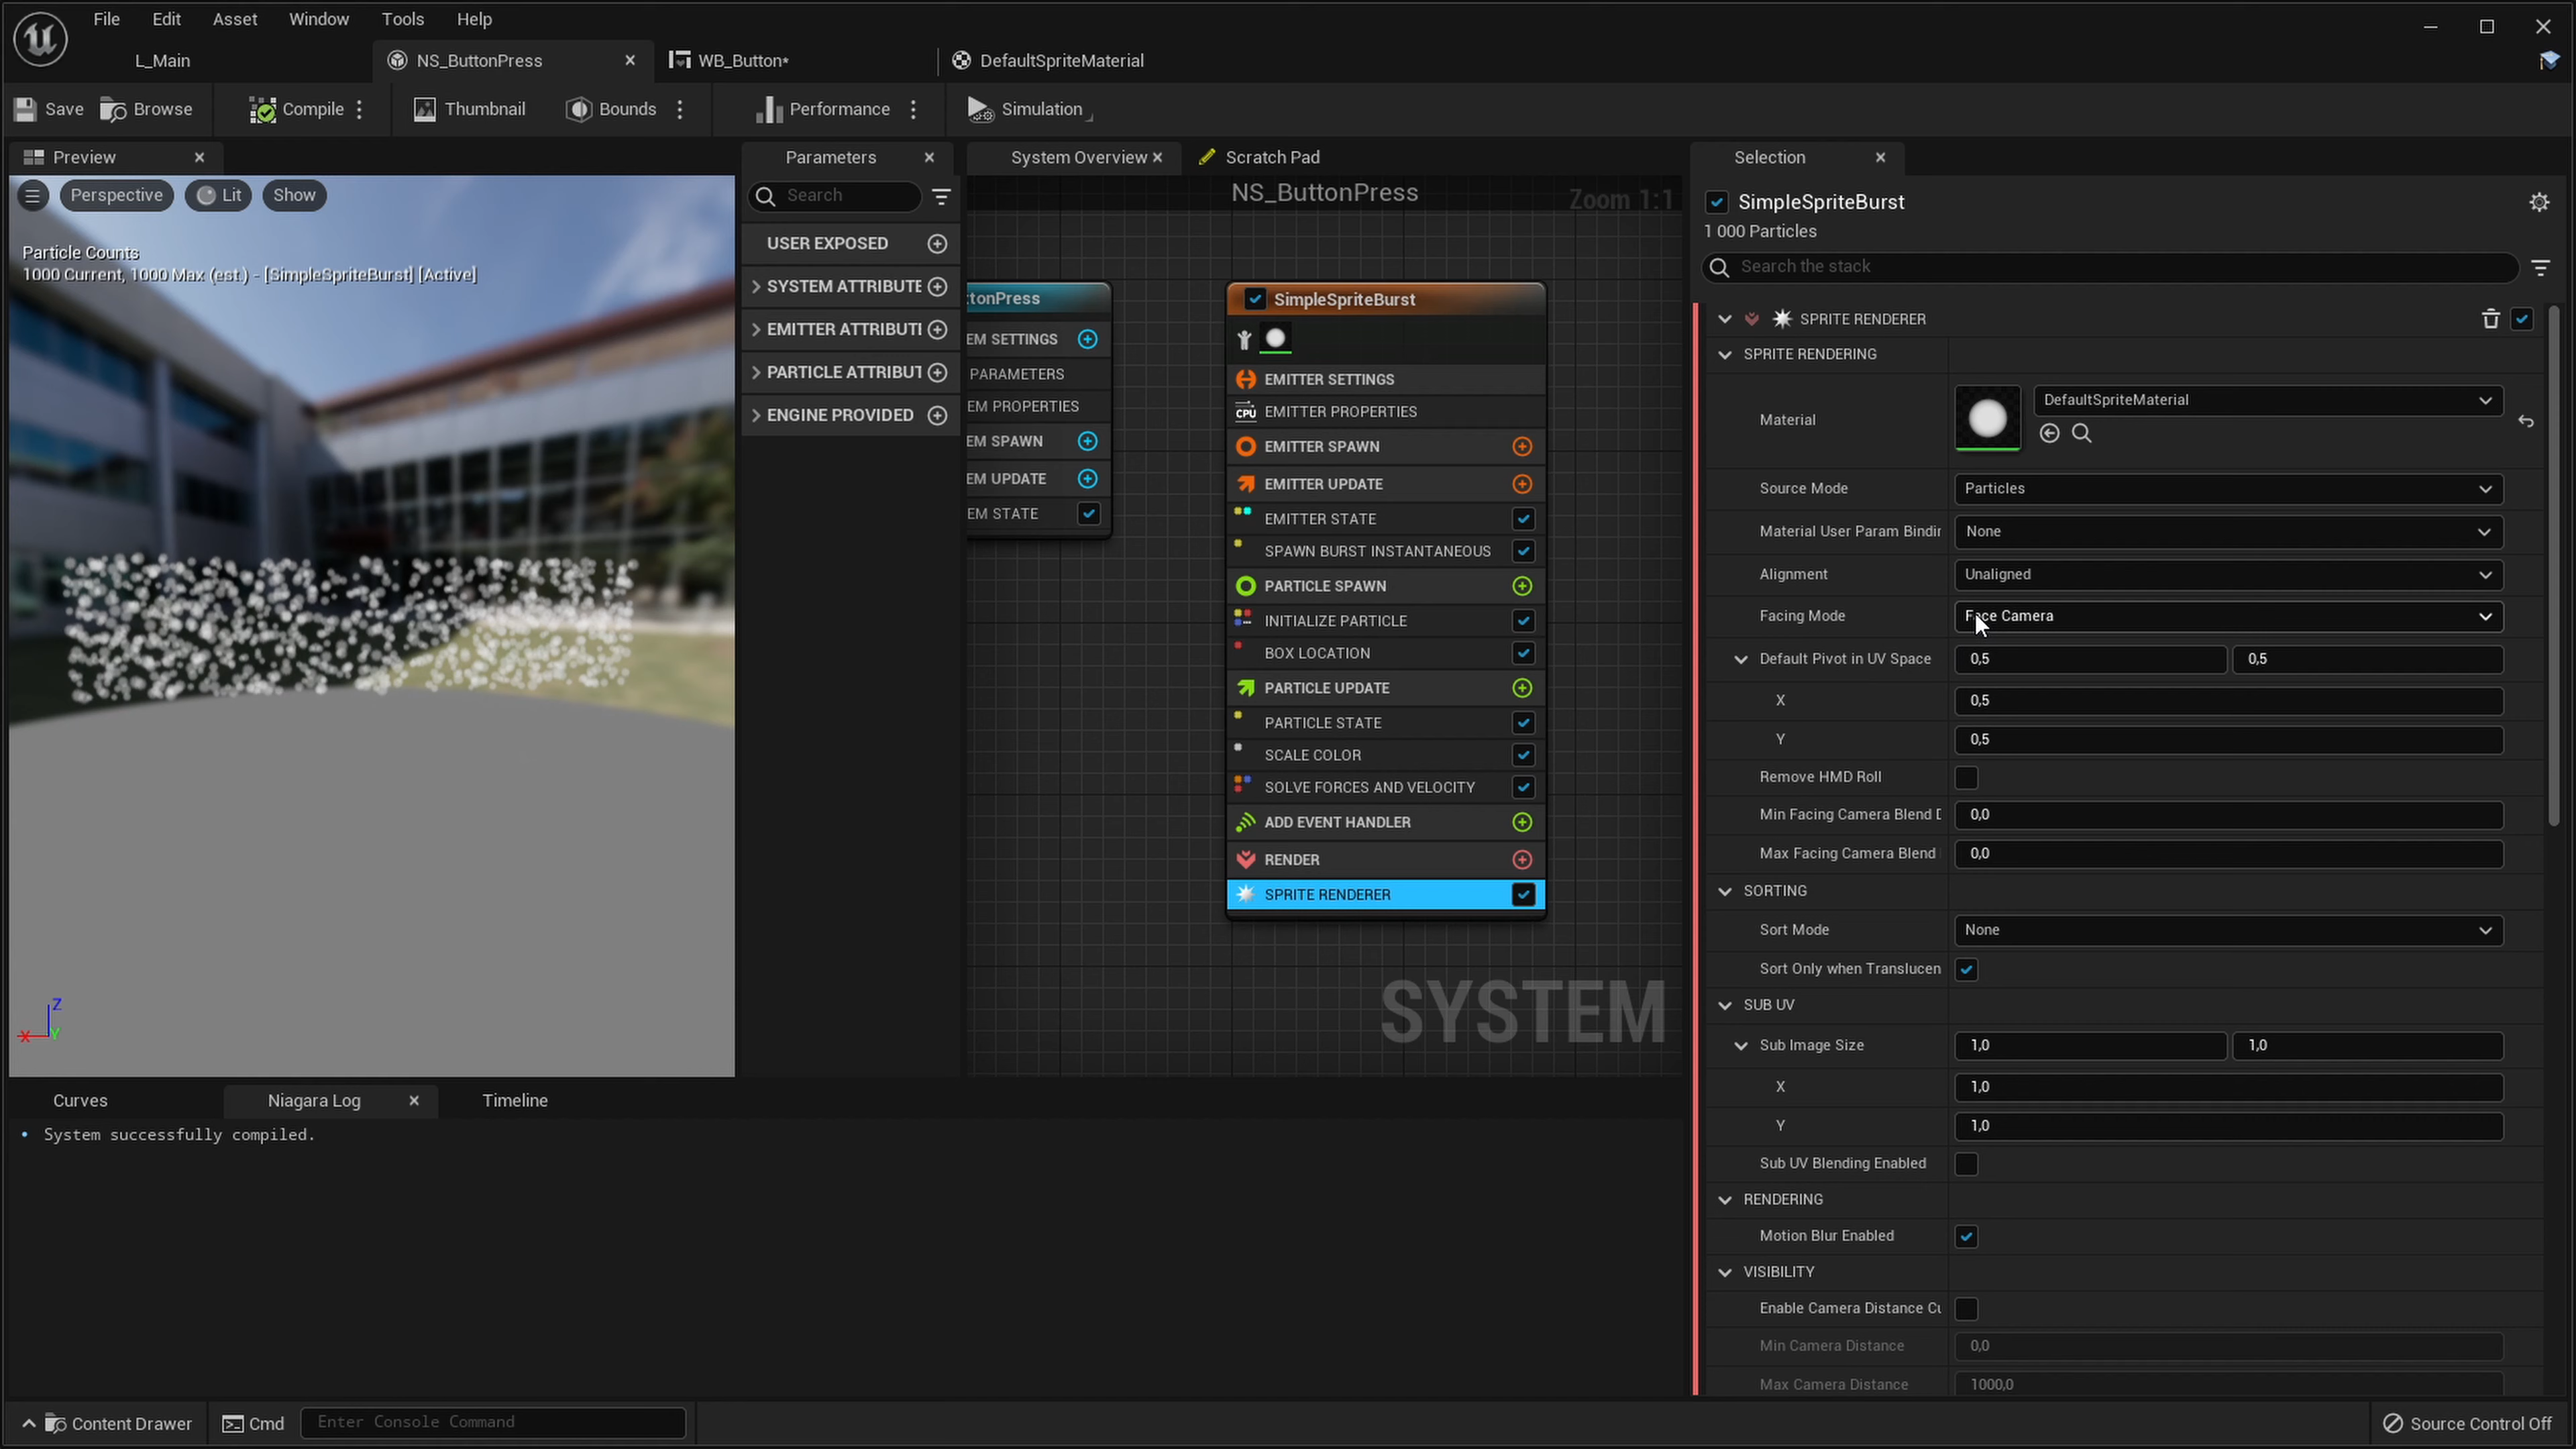 File Edit Asset Window Tools Help
L_Main NS_ButtonPress WB_Button* DefaultSpriteMaterial
Save Browse Compile Thumbnail Bounds Performance Simulation
Preview
Perspective Lit Show
Particle Counts
1000 Current, 1000 Max (est.) - [SimpleSpriteBurst] [Active]
X Z Y
Parameters
Search
USER EXPOSED
SYSTEM ATTRIBUTE
EMITTER ATTRIBUTI
PARTICLE ATTRIBUT
ENGINE PROVIDED
System Overview Scratch Pad
NS_ButtonPress Zoom 1:1
tonPress
EM SETTINGS
PARAMETERS
EM PROPERTIES
EM SPAWN
EM UPDATE
EM STATE
SimpleSpriteBurst
EMITTER SETTINGS
CPU EMITTER PROPERTIES
EMITTER SPAWN
EMITTER UPDATE
EMITTER STATE
SPAWN BURST INSTANTANEOUS
PARTICLE SPAWN
INITIALIZE PARTICLE
BOX LOCATION
PARTICLE UPDATE
PARTICLE STATE
SCALE COLOR
SOLVE FORCES AND VELOCITY
ADD EVENT HANDLER
RENDER
SPRITE RENDERER
SYSTEM
Selection
SimpleSpriteBurst
1 000 Particles
Search the stack
SPRITE RENDERER
SPRITE RENDERING
Material DefaultSpriteMaterial
Source Mode Particles
Material User Param Bindin None
Alignment Unaligned
Facing Mode Face Camera
Default Pivot in UV Space 0,5 0,5
X 0,5
Y 0,5
Remove HMD Roll
Min Facing Camera Blend D 0,0
Max Facing Camera Blend 0,0
SORTING
Sort Mode None
Sort Only when Translucen
SUB UV
Sub Image Size 1,0 1,0
X 1,0
Y 1,0
Sub UV Blending Enabled
RENDERING
Motion Blur Enabled
VISIBILITY
Enable Camera Distance Cu
Min Camera Distance 0,0
Max Camera Distance 1000,0
Curves Niagara Log Timeline
• System successfully compiled.
Content Drawer Cmd Enter Console Command Source Control Off